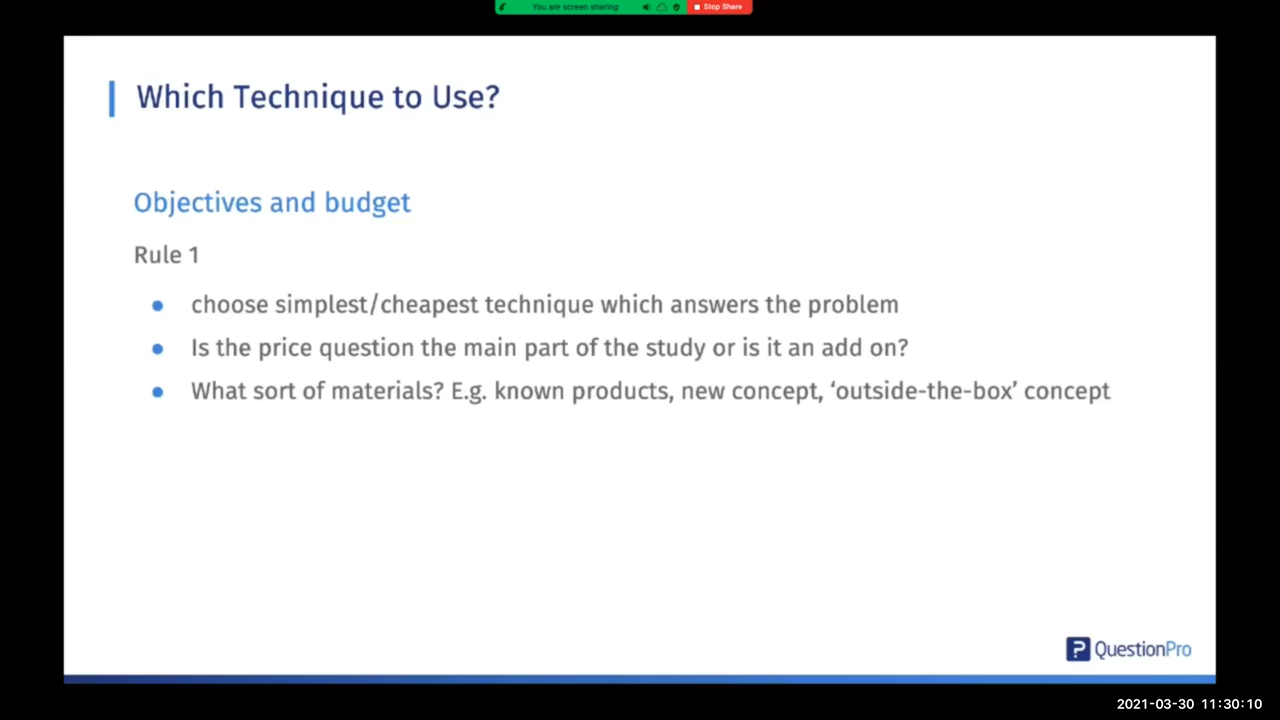 You are screen sharing
Stop Share
Which Technique to Use?
Objectives and budget
Rule 1
choose simplest/cheapest technique which answers the problem
Is the price question the main part of the study or is it an add on?
What sort of materials? E.g. known products, new concept, ‘outside-the-box’ concept
QuestionPro
2021-03-30 11:30:10